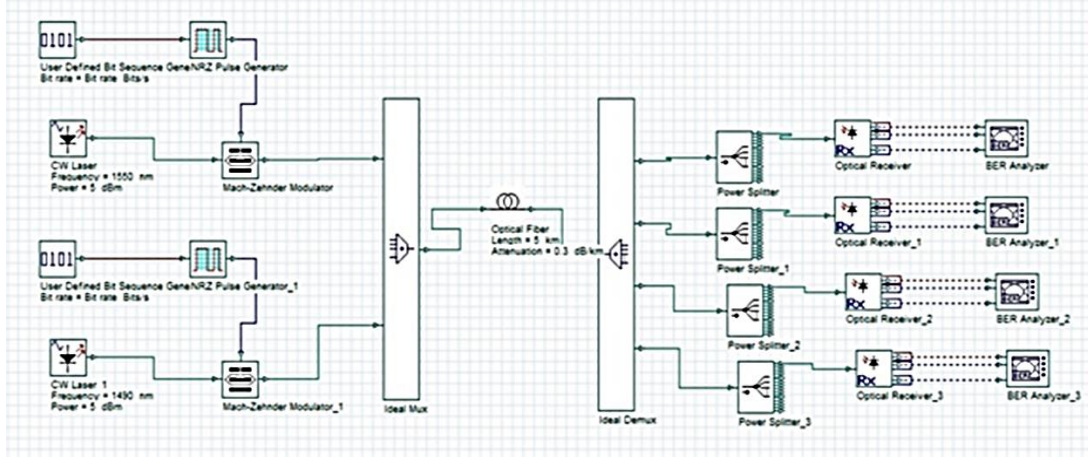 0101
User Defined Bit Sequence GeneNRZ Pulse Generator
Bit rate = Bit rate Bits/s
CW Laser
Frequency = 1550 nm
Power = 5 dBm
Mach-Zehnder Modulator
0101
User Defined Bit Sequence GeneNRZ Pulse Generator_1
Bit rate = Bit rate Bits/s
CW Laser 1
Frequency = 1490 nm
Power = 5 dBm
Mach-Zehnder Modulator_1
Ideal Mux
Optical Fiber
Length = 5 km
Attenuation = 0.3 dB/km
Ideal Demux
Power Splitter
Rx
Optical Receiver
BER Analyzer
Power Splitter_1
Rx
Optical Receiver_1
BER Analyzer_1
Power Splitter_2
Rx
Optical Receiver_2
BER Analyzer_2
Power Splitter_3
Rx
Optical Receiver_3
BER Analyzer_3